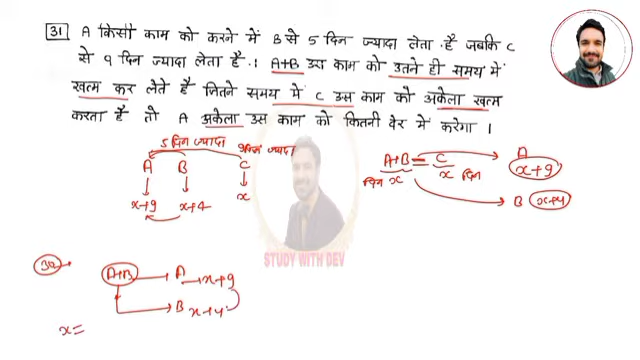 31 A किसी काम को करने में B से 5 दिन ज्यादा लेता है जबकि C
से 9 दिन ज्यादा लेता है । A+B उस काम को उतने ही समय में
खत्म कर लेते है जितने समय में C उस काम को अकेला खत्म
करता है तो A अकेला उस काम को कितनी देर में करेगा ।
5 दिन ज्यादा
9 दिन ज्यादा
A B C
x+9 x+4 x
A+B = C
दिन x x दिन
A
x+9
B x+4
STUDY WITH DEV
A+B A x+9
B x+4
x=